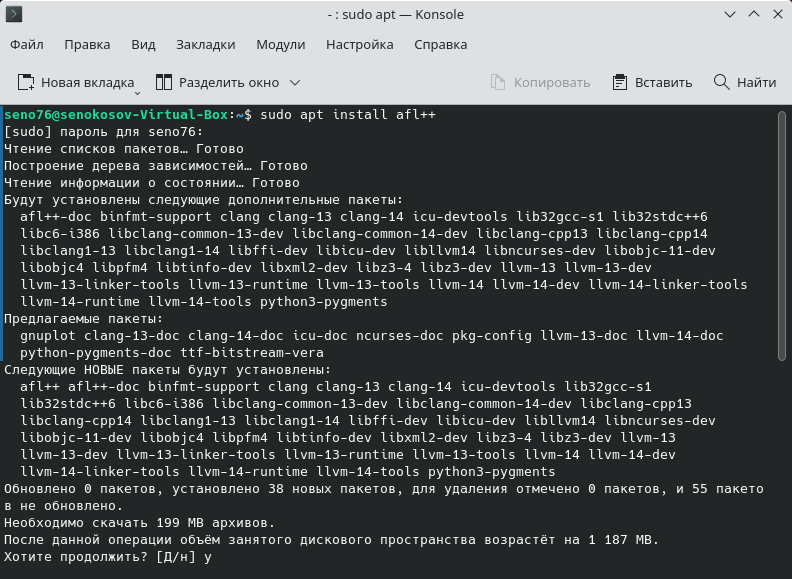 - : sudo apt — Konsole
Файл Правка Вид Закладки Модули Настройка Справка
Новая вкладка Разделить окно Копировать Вставить Найти
seno76@senokosov-Virtual-Box:~$ sudo apt install afl++
[sudo] пароль для seno76:
Чтение списков пакетов… Готово
Построение дерева зависимостей… Готово
Чтение информации о состоянии… Готово
Будут установлены следующие дополнительные пакеты:
afl++-doc binfmt-support clang clang-13 clang-14 icu-devtools lib32gcc-s1 lib32stdc++6
libc6-i386 libclang-common-13-dev libclang-common-14-dev libclang-cpp13 libclang-cpp14
libclang1-13 libclang1-14 libffi-dev libicu-dev libllvm14 libncurses-dev libobjc-11-dev
libobjc4 libpfm4 libtinfo-dev libxml2-dev libz3-4 libz3-dev llvm-13 llvm-13-dev
llvm-13-linker-tools llvm-13-runtime llvm-13-tools llvm-14 llvm-14-dev llvm-14-linker-tools
llvm-14-runtime llvm-14-tools python3-pygments
Предлагаемые пакеты:
gnuplot clang-13-doc clang-14-doc icu-doc ncurses-doc pkg-config llvm-13-doc llvm-14-doc
python-pygments-doc ttf-bitstream-vera
Следующие НОВЫЕ пакеты будут установлены:
afl++ afl++-doc binfmt-support clang clang-13 clang-14 icu-devtools lib32gcc-s1
lib32stdc++6 libc6-i386 libclang-common-13-dev libclang-common-14-dev libclang-cpp13
libclang-cpp14 libclang1-13 libclang1-14 libffi-dev libicu-dev libllvm14 libncurses-dev
libobjc-11-dev libobjc4 libpfm4 libtinfo-dev libxml2-dev libz3-4 libz3-dev llvm-13
llvm-13-dev llvm-13-linker-tools llvm-13-runtime llvm-13-tools llvm-14 llvm-14-dev
llvm-14-linker-tools llvm-14-runtime llvm-14-tools python3-pygments
Обновлено 0 пакетов, установлено 38 новых пакетов, для удаления отмечено 0 пакетов, и 55 пакето
в не обновлено.
Необходимо скачать 199 MB архивов.
После данной операции объём занятого дискового пространства возрастёт на 1 187 MB.
Хотите продолжить? [Д/н] y